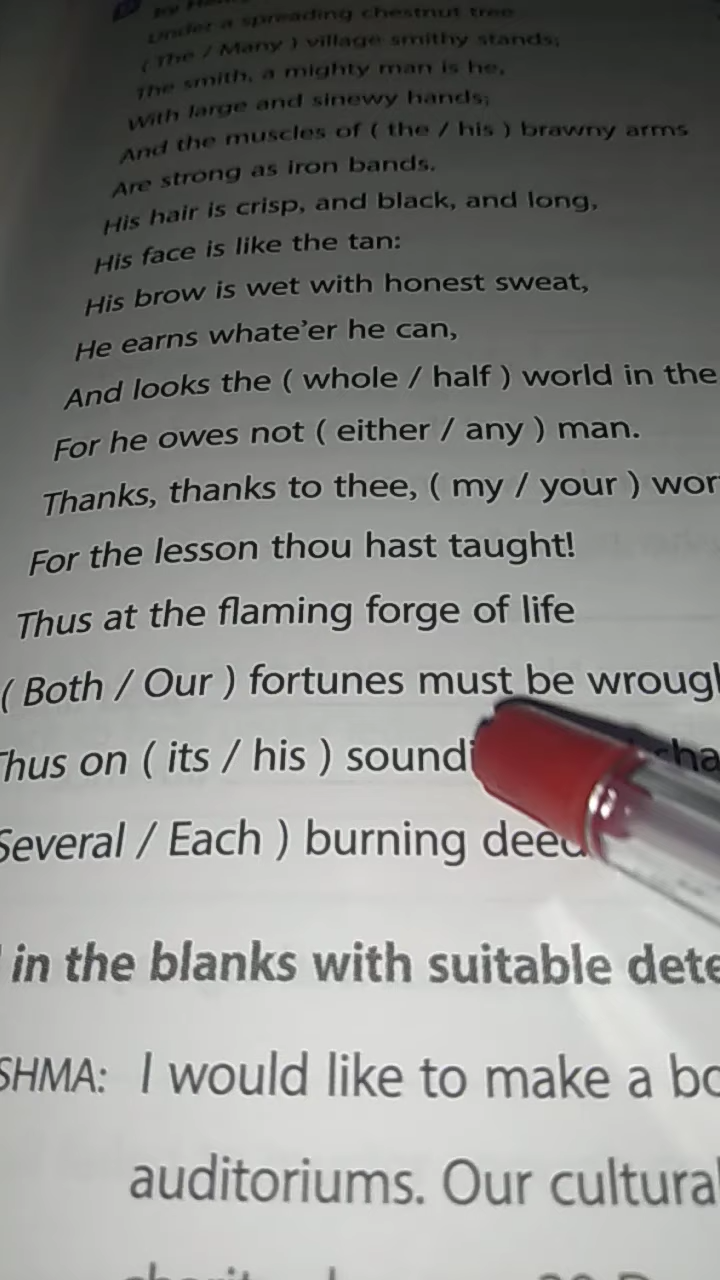 Under a spreading chestnut tree
( The / Many ) village smithy stands;
The smith, a mighty man is he,
With large and sinewy hands;
And the muscles of ( the / his ) brawny arms
Are strong as iron bands.
His hair is crisp, and black, and long,
His face is like the tan:
His brow is wet with honest sweat,
He earns whate'er he can,
And looks the ( whole / half ) world in the
For he owes not ( either / any ) man.
Thanks, thanks to thee, ( my / your ) wor
For the lesson thou hast taught!
Thus at the flaming forge of life
( Both / Our ) fortunes must be wrough
Thus on ( its / his ) soundi sha
Several / Each ) burning deed
in the blanks with suitable dete
SHMA: I would like to make a bo
auditoriums. Our cultural